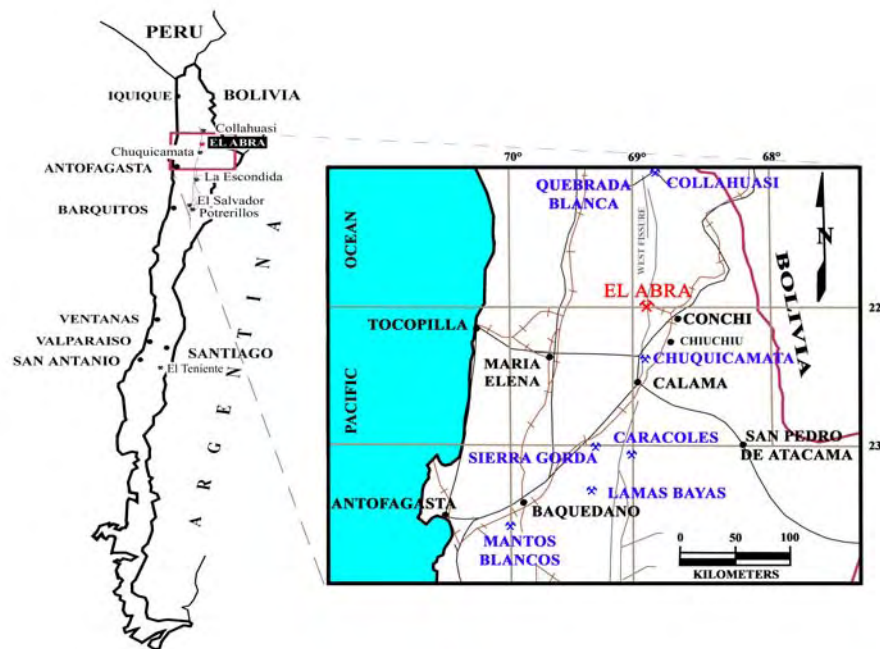 PERU
IQUIQUE
BOLIVIA
Collahuasi
EL ABRA
Chuquicamata
ANTOFAGASTA
La Escondida
El Salvador
BARQUITOS
Potrerillos
VENTANAS
VALPARAISO
SAN ANTANIO
SANTIAGO
El Teniente
ARGENTINA
70°
69°
68°
QUEBRADA
BLANCA
COLLAHUASI
OCEAN
WEST FISSURE
N
BOLIVIA
EL ABRA
22
TOCOPILLA
CONCHI
CHIUCHIU
MARIA
ELENA
CHUQUICAMATA
CALAMA
PACIFIC
CARACOLES
SAN PEDRO
DE ATACAMA
23
SIERRA GORDA
LAMAS BAYAS
ANTOFAGASTA
BAQUEDANO
MANTOS
BLANCOS
0 50 100
KILOMETERS